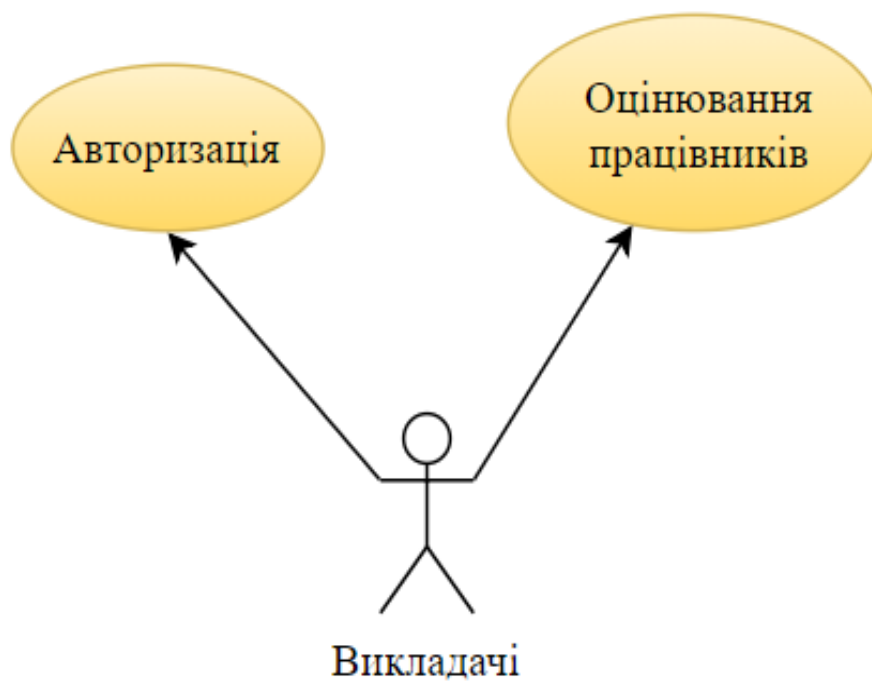 Авторизація
Оцінювання
працівників
Викладачі